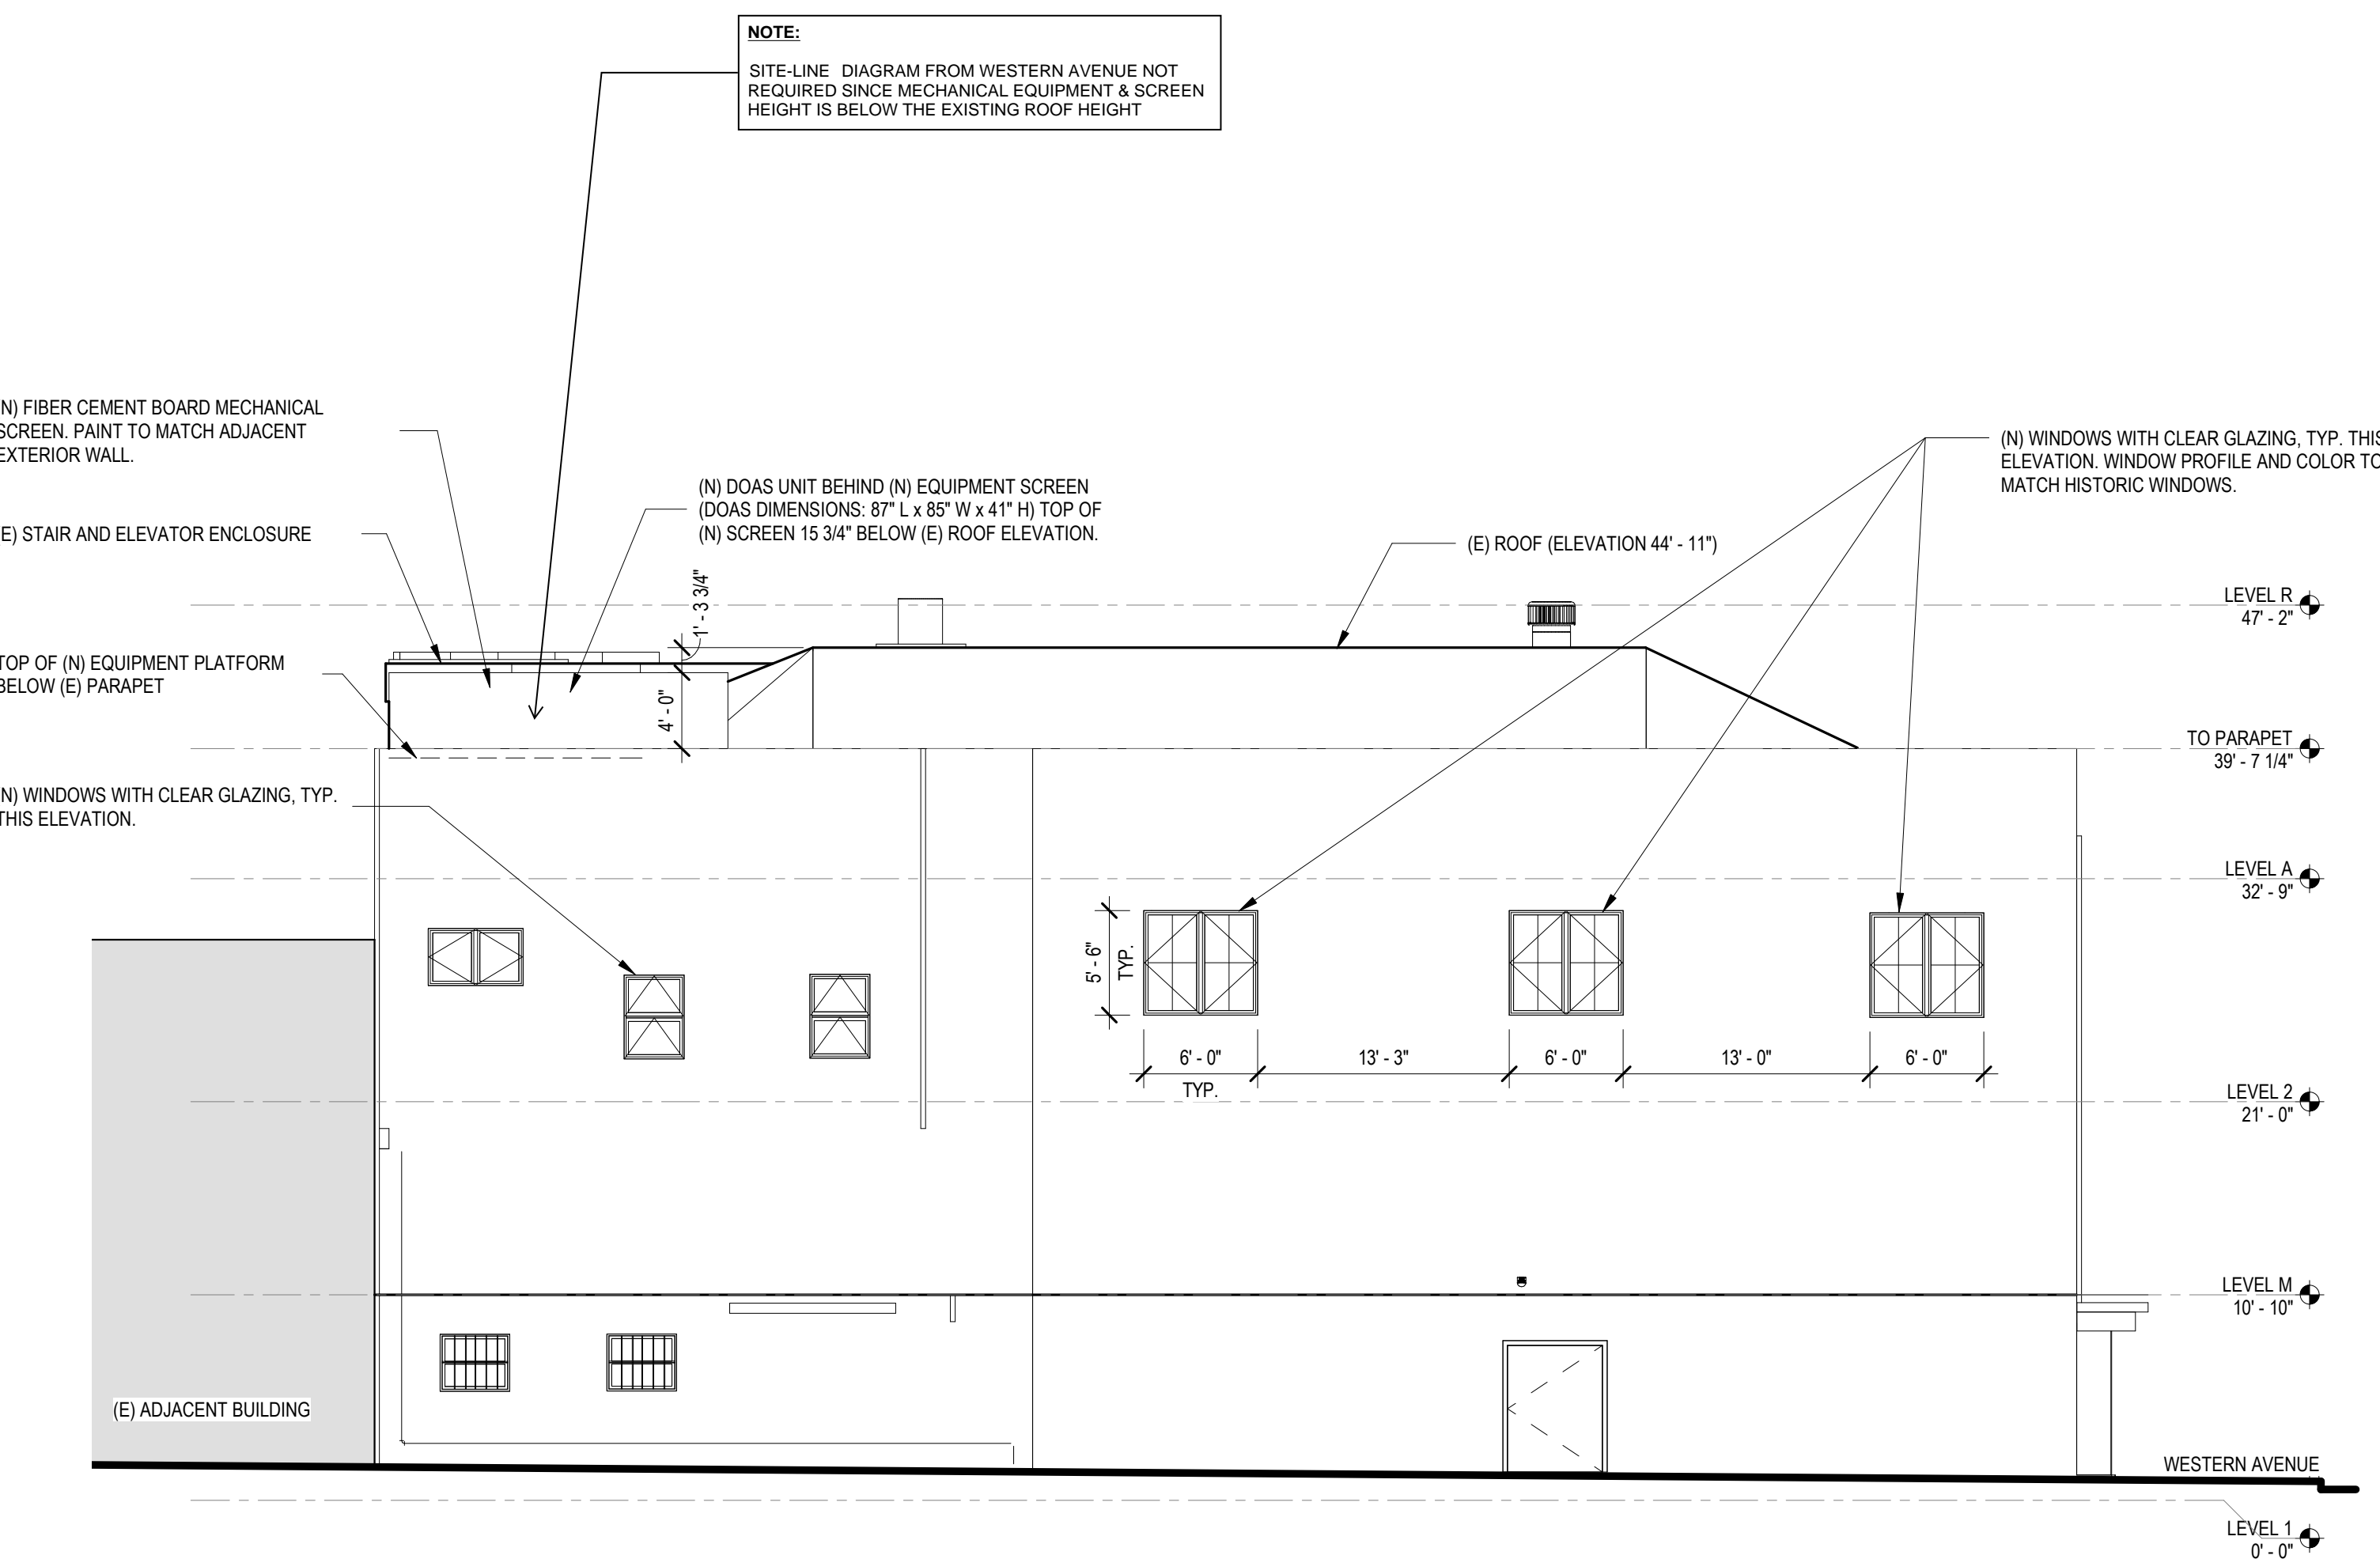 NOTE:
SITE-LINE DIAGRAM FROM WESTERN AVENUE NOT
REQUIRED SINCE MECHANICAL EQUIPMENT & SCREEN
HEIGHT IS BELOW THE EXISTING ROOF HEIGHT
N) FIBER CEMENT BOARD MECHANICAL
SCREEN. PAINT TO MATCH ADJACENT
EXTERIOR WALL.
(N) WINDOWS WITH CLEAR GLAZING, TYP. THIS
ELEVATION. WINDOW PROFILE AND COLOR TO
MATCH HISTORIC WINDOWS.
(N) DOAS UNIT BEHIND (N) EQUIPMENT SCREEN
(DOAS DIMENSIONS: 87" L x 85" W x 41" H) TOP OF
(N) SCREEN 15 3/4" BELOW (E) ROOF ELEVATION.
E) STAIR AND ELEVATOR ENCLOSURE
(E) ROOF (ELEVATION 44' - 11")
1' - 3 3/4"
LEVEL R
47' - 2"
TOP OF (N) EQUIPMENT PLATFORM
BELOW (E) PARAPET
4' - 0"
TO PARAPET
39' - 7 1/4"
N) WINDOWS WITH CLEAR GLAZING, TYP.
THIS ELEVATION.
LEVEL A
32' - 9"
5' - 6"
TYP.
6' - 0"
TYP.
13' - 3"
6' - 0"
13' - 0"
6' - 0"
LEVEL 2
21' - 0"
LEVEL M
10' - 10"
(E) ADJACENT BUILDING
WESTERN AVENUE
LEVEL 1
0' - 0"